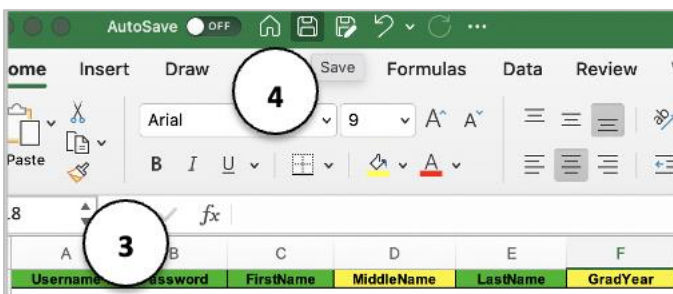 AutoSave OFF ...
ome Insert Draw Save Formulas Data Review
4
Arial 9 A A
Paste B I U A
.8 fx
3
A B C D E F
Username assword FirstName MiddleName LastName GradYear